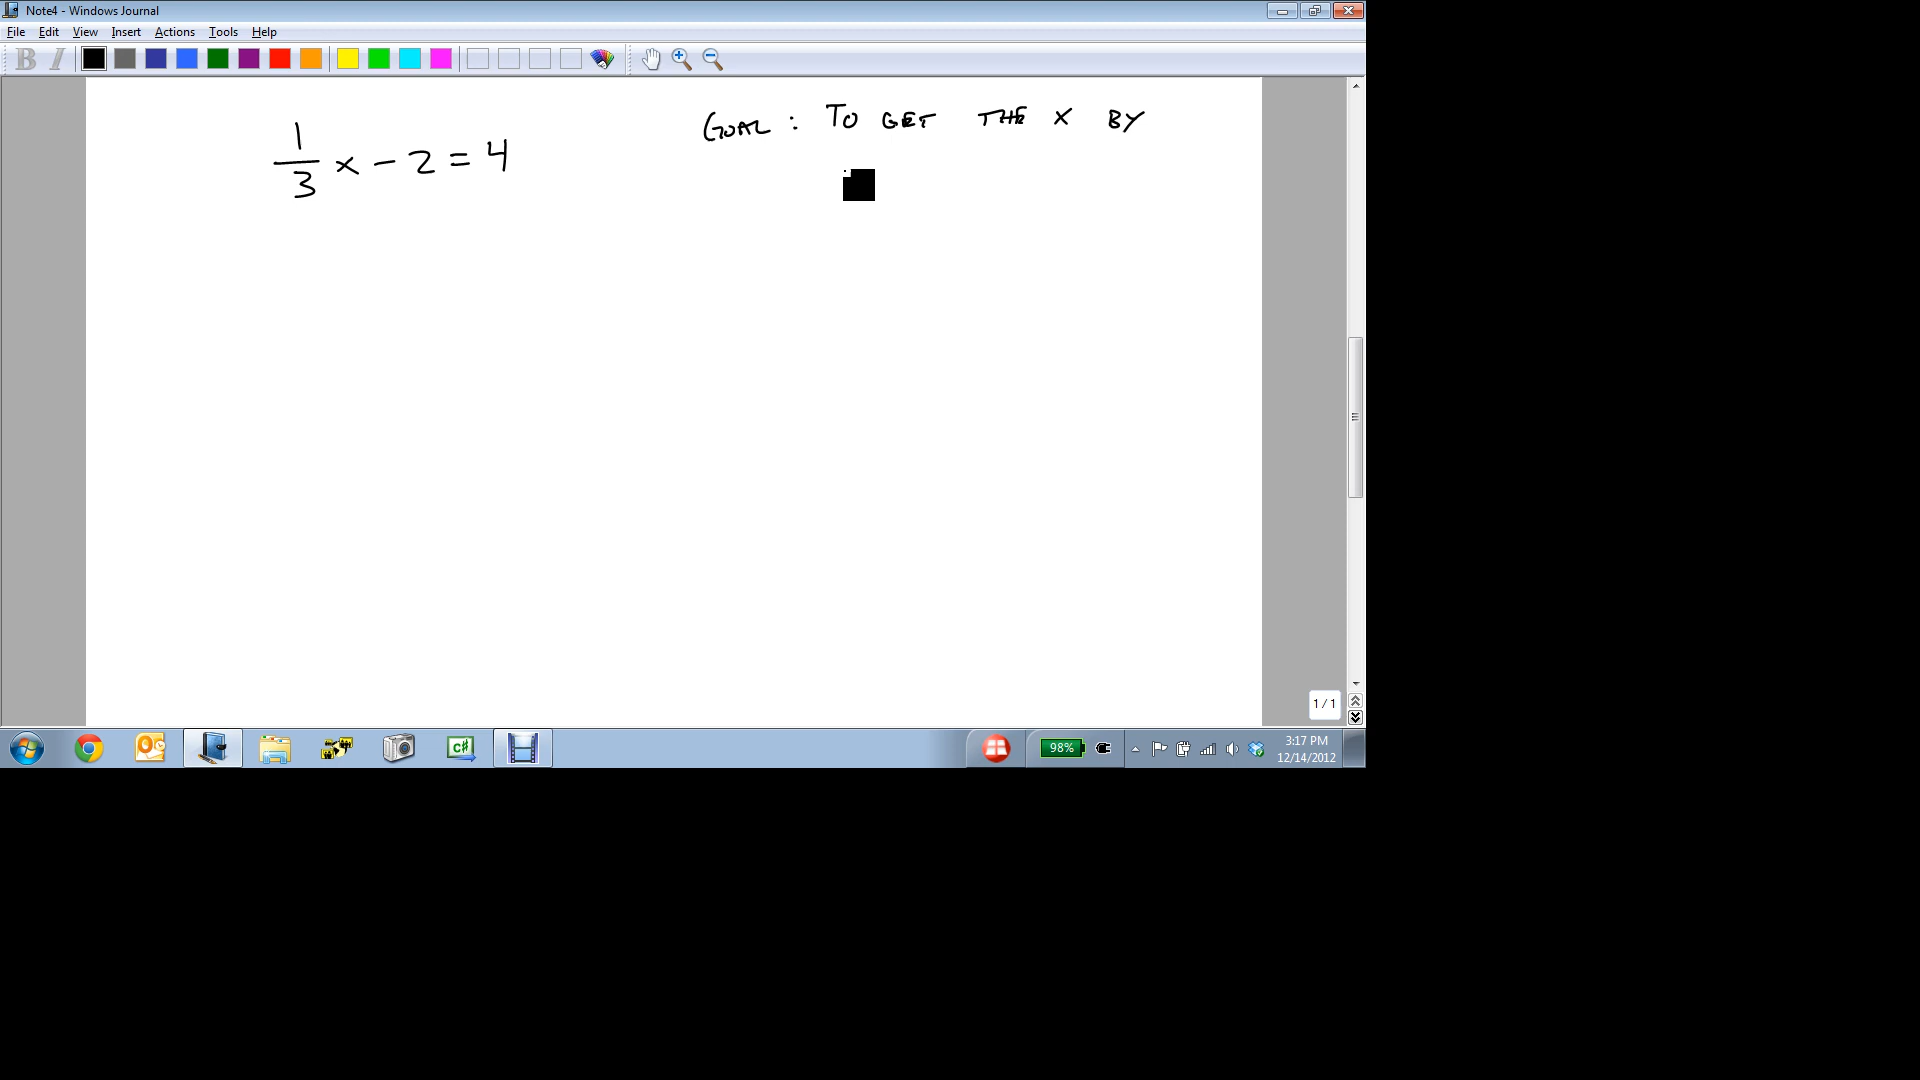 Note4 - Windows Journal
File Edit View Insert Actions Tools Help
B I
1/3 x - 2 = 4
GOAL : TO GET THE X BY
1 / 1
C#
98%
3:17 PM
12/14/2012